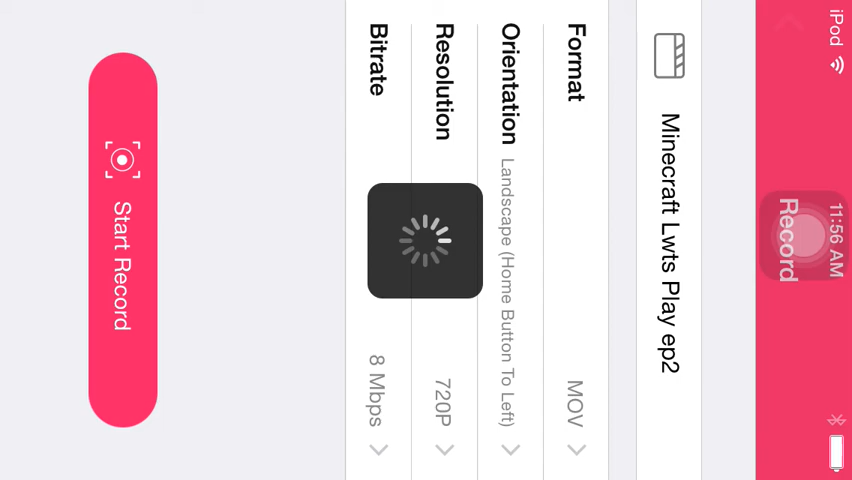 iPod 11:56 AM
Record
Minecraft Lwts Play ep2
Format MOV
Orientation Landscape (Home Button To Left)
Resolution 720P
Bitrate 8 Mbps
Start Record